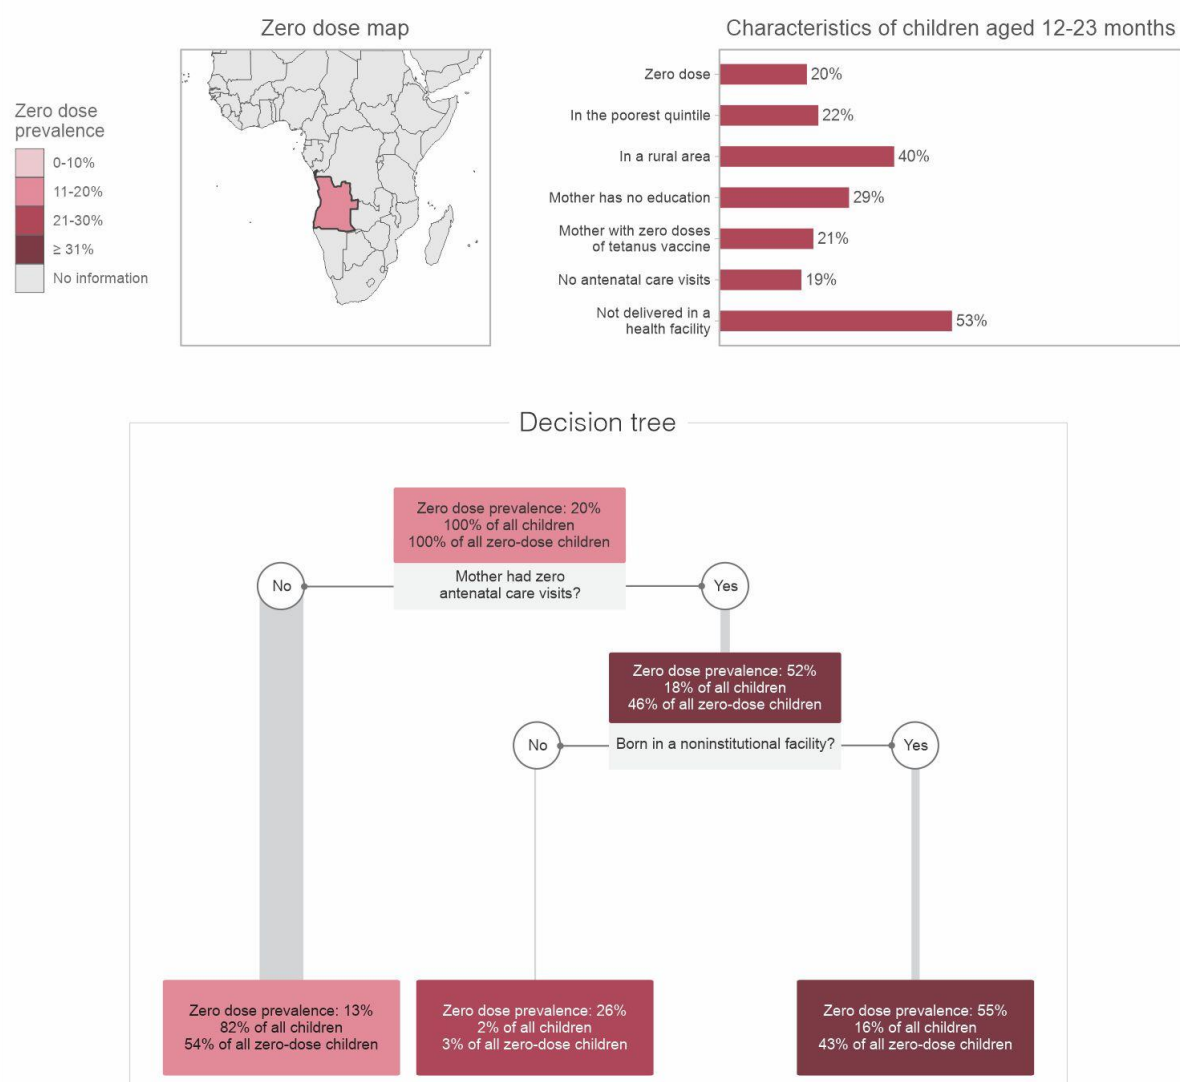 Zero dose map
Zero dose
prevalence
0-10%
11-20%
21-30%
≥ 31%
No information
Characteristics of children aged 12-23 months
Zero dose
20%
In the poorest quintile
22%
In a rural area
40%
Mother has no education
29%
Mother with zero doses
of tetanus vaccine
21%
No antenatal care visits
19%
Not delivered in a
health facility
53%
Decision tree
Zero dose prevalence: 20%
100% of all children
100% of all zero-dose children
Mother had zero
antenatal care visits?
No
Yes
Zero dose prevalence: 52%
18% of all children
46% of all zero-dose children
Born in a noninstitutional facility?
No
Yes
Zero dose prevalence: 13%
82% of all children
54% of all zero-dose children
Zero dose prevalence: 26%
2% of all children
3% of all zero-dose children
Zero dose prevalence: 55%
16% of all children
43% of all zero-dose children